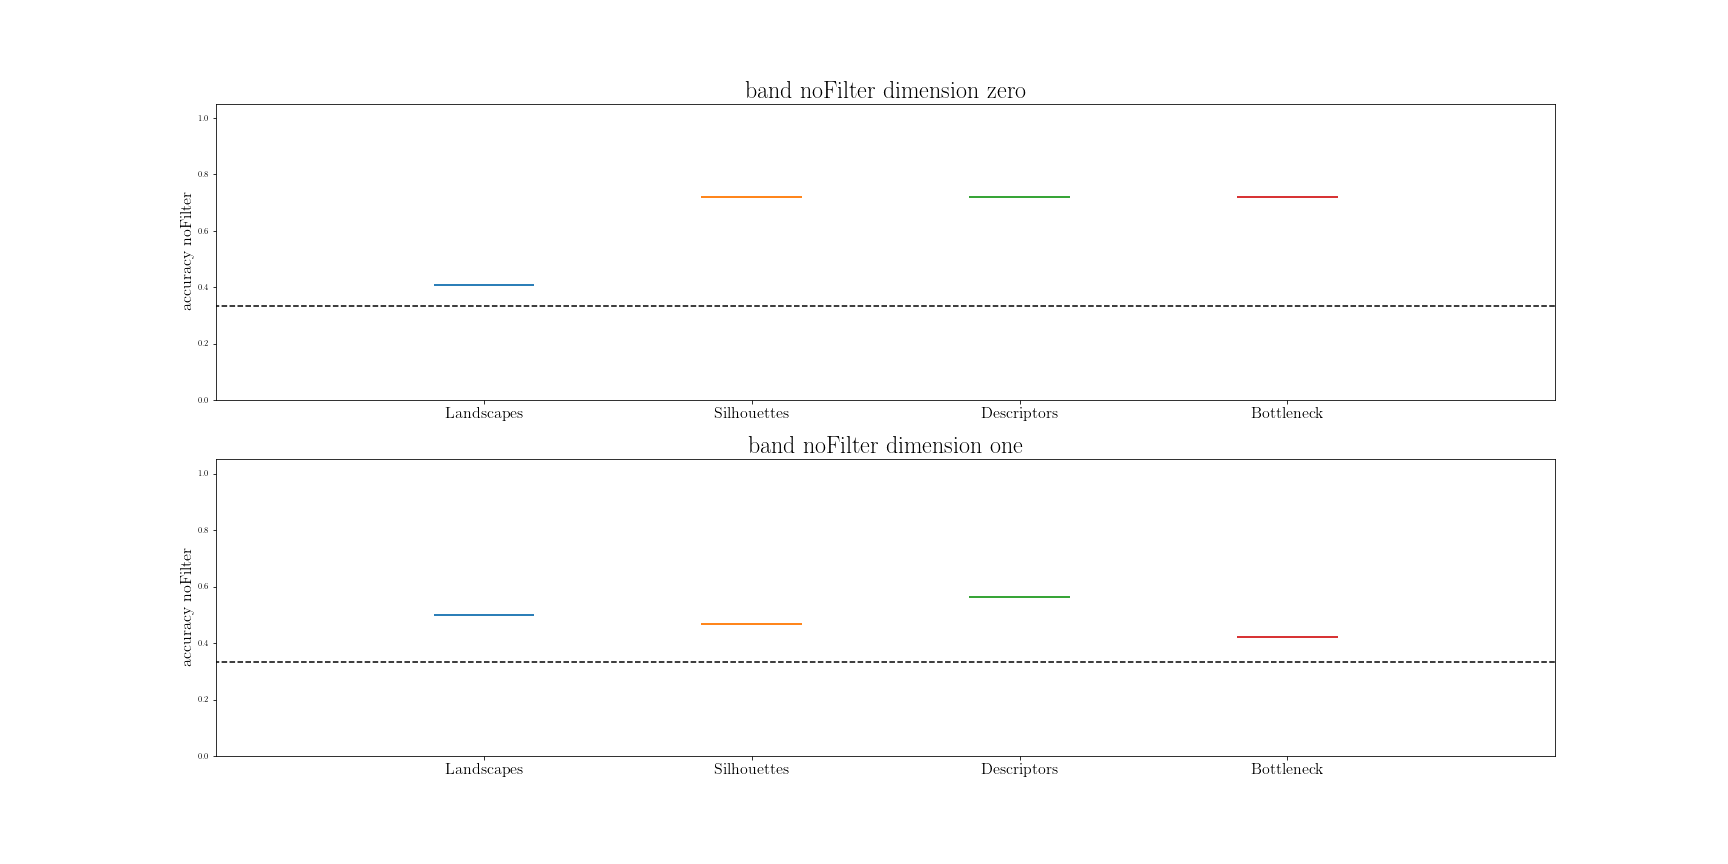 band noFilter dimension zero
accuracy noFilter
1.0
0.8
0.6
0.4
0.2
0.0
Landscapes Silhouettes Descriptors Bottleneck
band noFilter dimension one
accuracy noFilter
1.0
0.8
0.6
0.4
0.2
0.0
Landscapes Silhouettes Descriptors Bottleneck